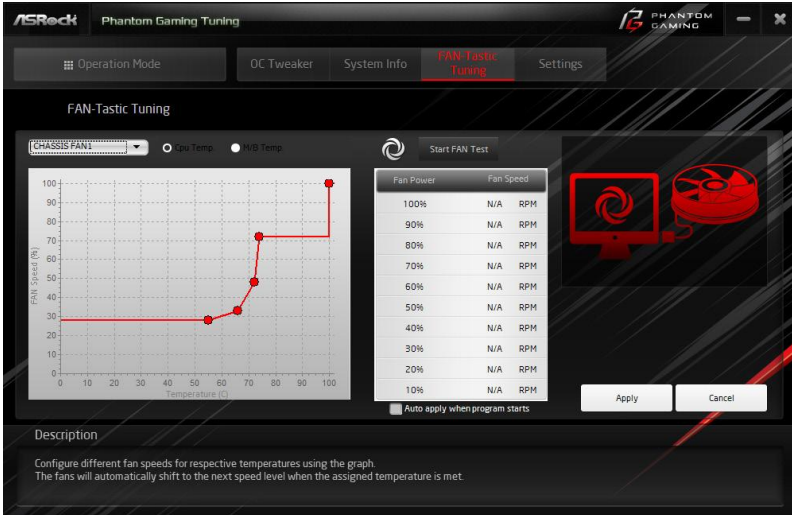 ASRock
Phantom Gaming Tuning
PHANTOM
GAMING
Operation Mode
OC Tweaker
System Info
FAN-Tastic
Tuning
Settings
FAN-Tastic Tuning
CHASSIS FAN1
Cpu Temp.
M/B Temp.
Start FAN Test
100
90
80
70
60
50
40
30
20
10
0
FAN Speed (%)
0 10 20 30 40 50 60 70 80 90 100
Temperature (C)
Fan Power Fan Speed
100% N/A RPM
90% N/A RPM
80% N/A RPM
70% N/A RPM
60% N/A RPM
50% N/A RPM
40% N/A RPM
30% N/A RPM
20% N/A RPM
10% N/A RPM
Auto apply when program starts
Apply
Cancel
Description
Configure different fan speeds for respective temperatures using the graph.
The fans will automatically shift to the next speed level when the assigned temperature is met.